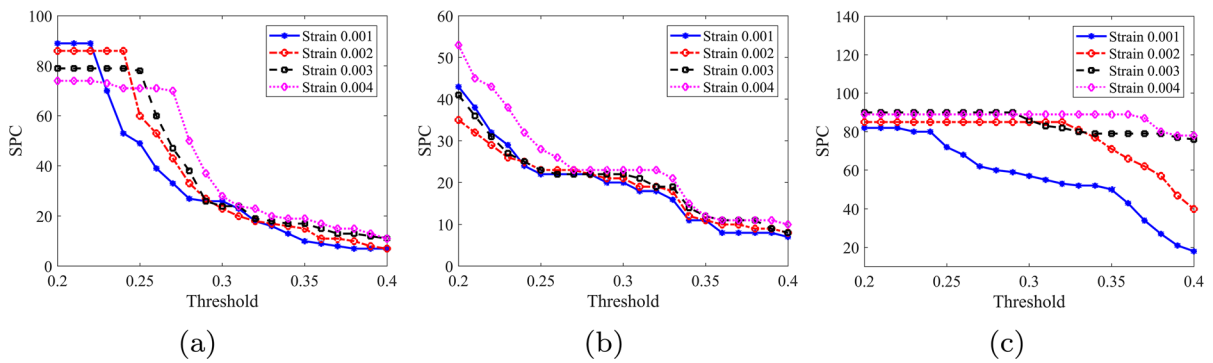 100
80
60
40
20
0
SPC
0.2 0.25 0.3 0.35 0.4
Threshold
Strain 0.001
Strain 0.002
Strain 0.003
Strain 0.004
(a)
60
50
40
30
20
10
0
SPC
0.2 0.25 0.3 0.35 0.4
Threshold
Strain 0.001
Strain 0.002
Strain 0.003
Strain 0.004
(b)
140
120
100
80
60
40
20
SPC
0.2 0.25 0.3 0.35 0.4
Threshold
Strain 0.001
Strain 0.002
Strain 0.003
Strain 0.004
(c)